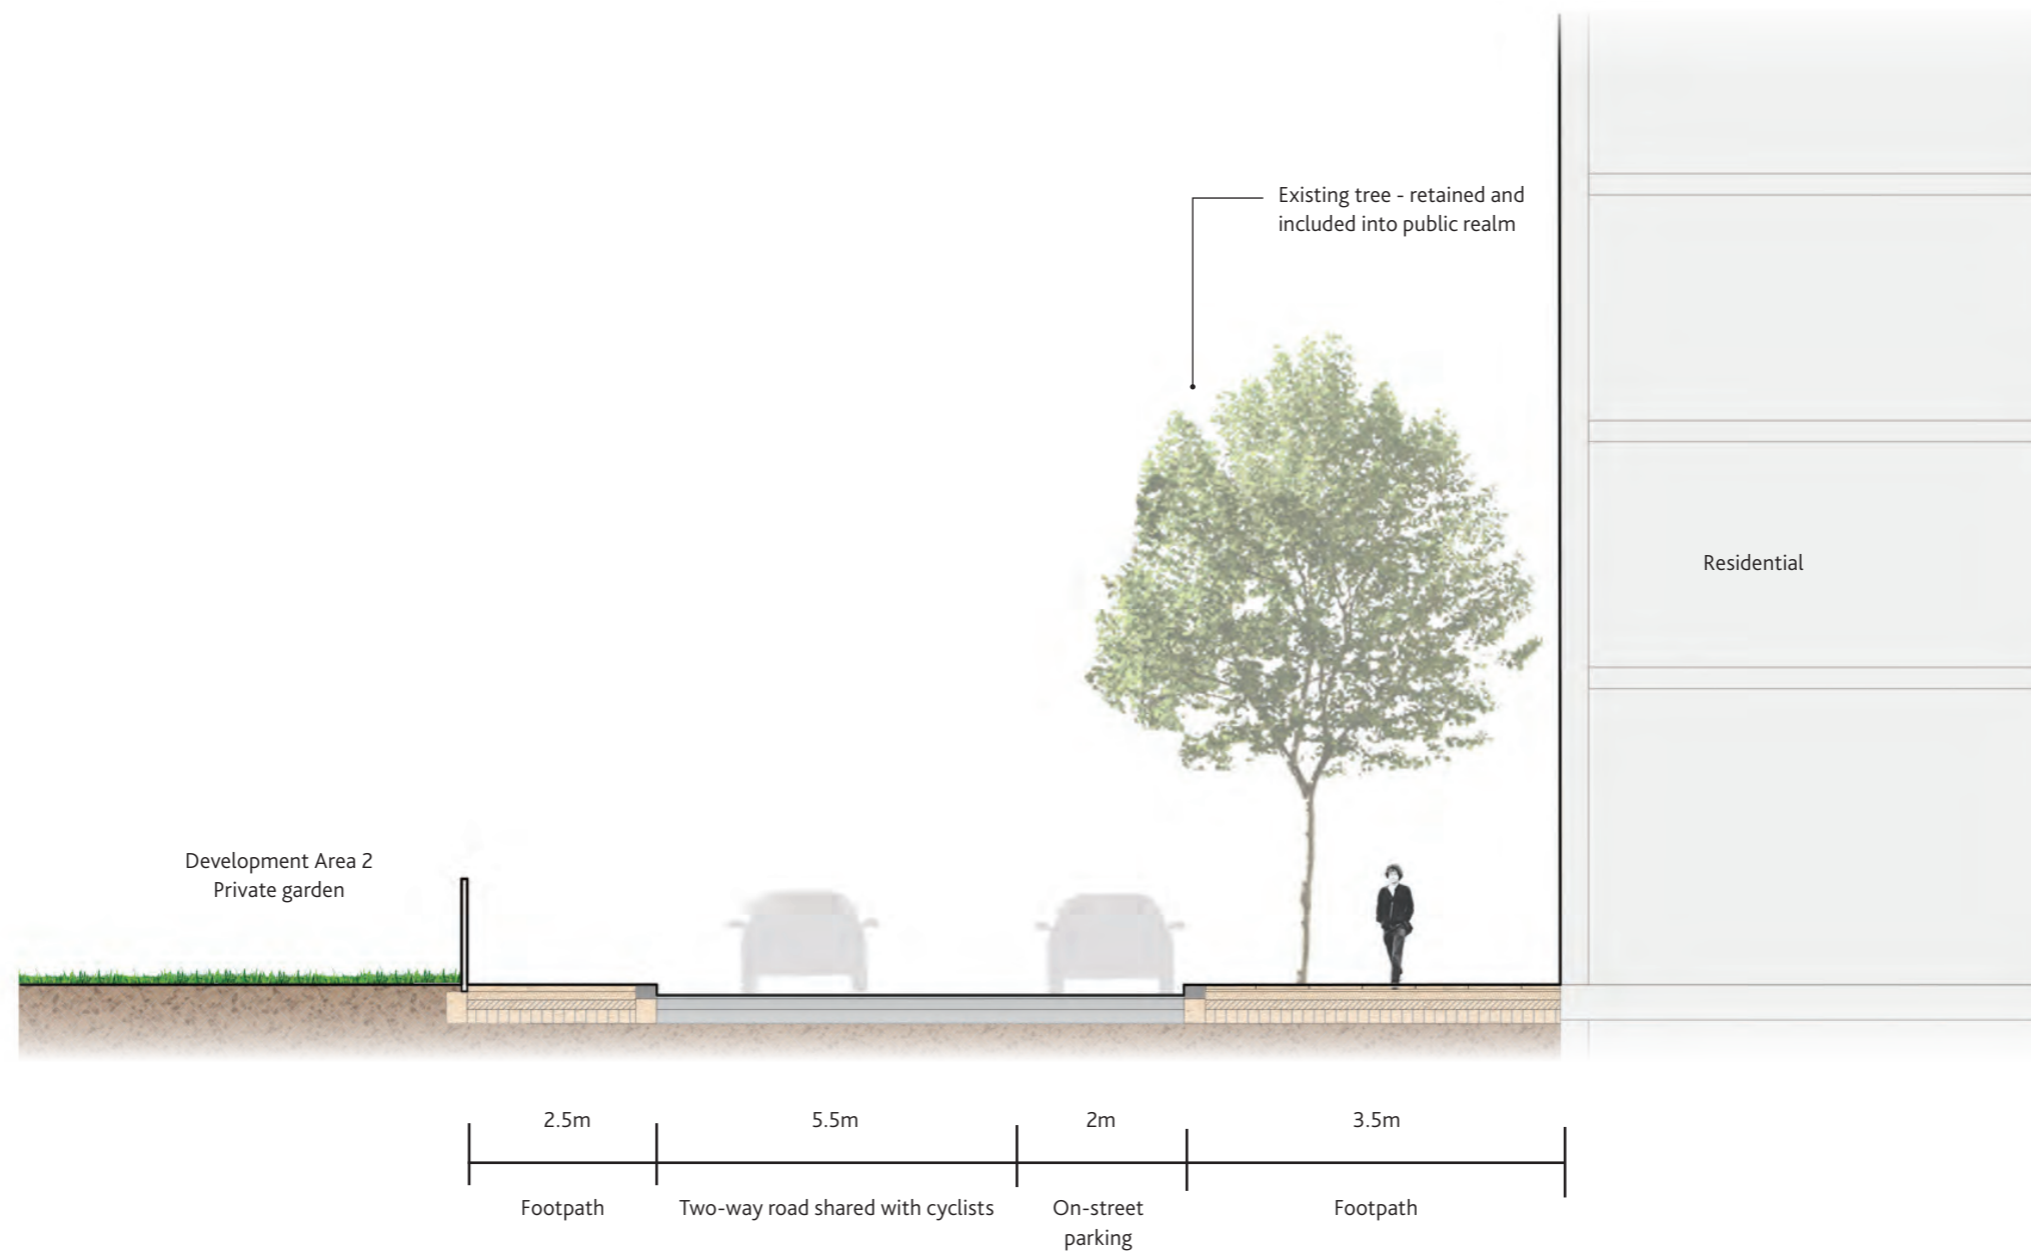 Existing tree - retained and
included into public realm
Residential
Development Area 2
Private garden
2.5m
5.5m
2m
3.5m
Footpath
Two-way road shared with cyclists
On-street
parking
Footpath